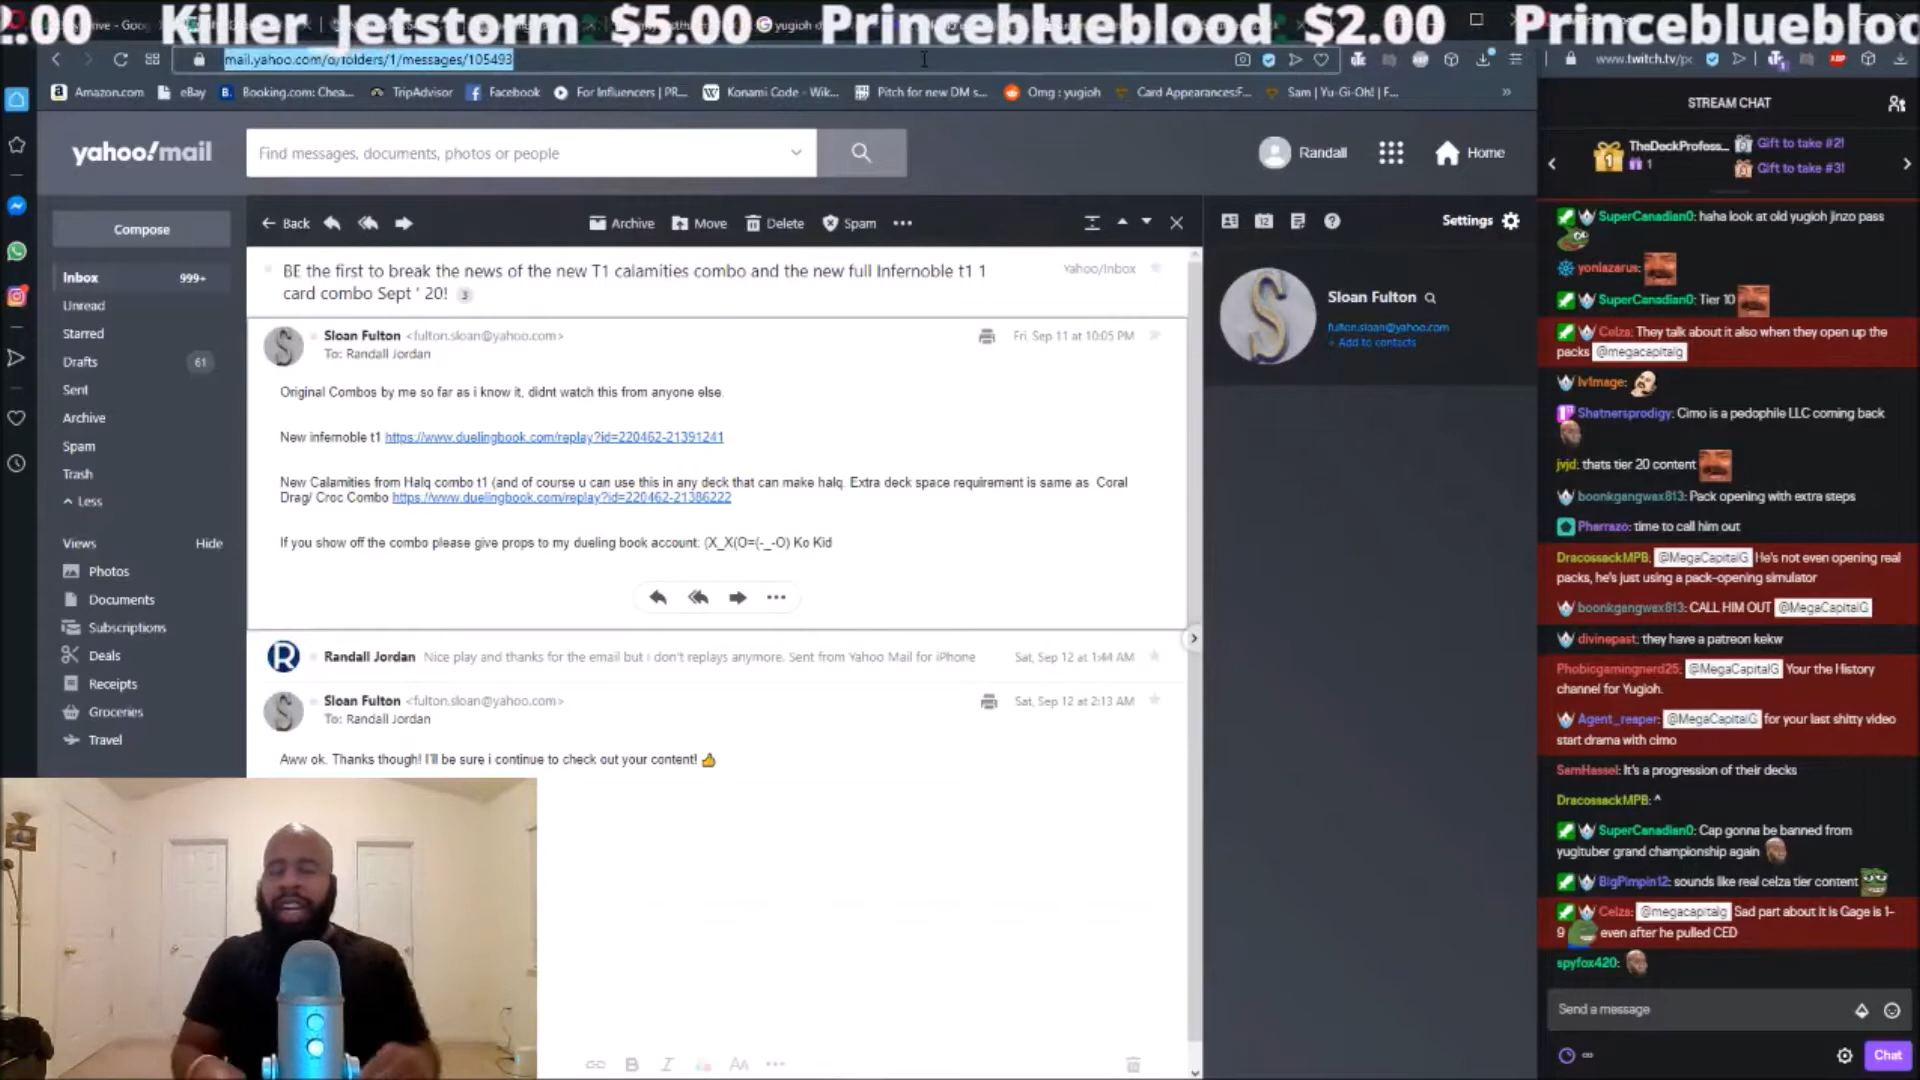 2.00 Killer_Jetstorm: $5.00 Princeblueblood: $2.00 Princeblueblood
mail.yahoo.com/d/folders/1/messages/105493
www.twitch.tv/pc
Amazon.com eBay Booking.com: Chea... TripAdvisor Facebook For Influencers | PR... Konami Code - Wik... Pitch for new DM s... Omg : yugioh Card Appearances:F... Sam | Yu-Gi-Oh! | F... »
yahoo!mail
Find messages, documents, photos or people
Randall
Home
Compose
Inbox 999+
Unread
Starred
Drafts 61
Sent
Archive
Spam
Trash
Less
Views Hide
Photos
Documents
Subscriptions
Deals
Receipts
Groceries
Travel
Back Archive Move Delete Spam
BE the first to break the news of the new T1 calamities combo and the new full Infernoble t1 1
card combo Sept ' 20! 3
Yahoo/Inbox
Sloan Fulton <fulton.sloan@yahoo.com> Fri, Sep 11 at 10:05 PM
To: Randall Jordan
Original Combos by me so far as i know it, didnt watch this from anyone else.
New infernoble t1 https://www.duelingbook.com/replay?id=220462-21391241
New Calamities from Halq combo t1 (and of course u can use this in any deck that can make halq. Extra deck space requirement is same as Coral
Drag/ Croc Combo https://www.duelingbook.com/replay?id=220462-21386222
If you show off the combo please give props to my dueling book account: (X_X(O=(-_-O) Ko Kid
Randall Jordan Nice play and thanks for the email but i don't replays anymore. Sent from Yahoo Mail for iPhone Sat, Sep 12 at 1:44 AM
Sloan Fulton <fulton.sloan@yahoo.com> Sat, Sep 12 at 2:13 AM
To: Randall Jordan
Aww ok. Thanks though! I'll be sure i continue to check out your content!
Settings
Sloan Fulton
fulton.sloan@yahoo.com
+ Add to contacts
STREAM CHAT
TheDeckProfess... 1
Gift to take #2!
Gift to take #3!
SuperCanadian0: haha look at old yugioh jinzo pass
yonlazarus:
SuperCanadian0: Tier 10
Celza: They talk about it also when they open up the
packs @megacapitalg
lv1mage:
Shatnersprodigy: Cimo is a pedophile LLC coming back
jvjd: thats tier 20 content
boonkgangwax813: Pack opening with extra steps
Pharrazo: time to call him out
DracossackMPB: @MegaCapitalG He's not even opening real
packs, he's just using a pack-opening simulator
boonkgangwax813: CALL HIM OUT @MegaCapitalG
divinepast: they have a patreon kekw
Phobicgamingnerd25: @MegaCapitalG Your the History
channel for Yugioh.
Agent_reaper: @MegaCapitalG for your last shitty video
start drama with cimo
SamHassel: It's a progression of their decks
DracossackMPB: ^
SuperCanadian0: Cap gonna be banned from
yugituber grand championship again
BigPimpin12: sounds like real celza tier content
Celza: @megacapitalg Sad part about it is Gage is 1-
9 even after he pulled CED
spyfox420:
Send a message
Chat